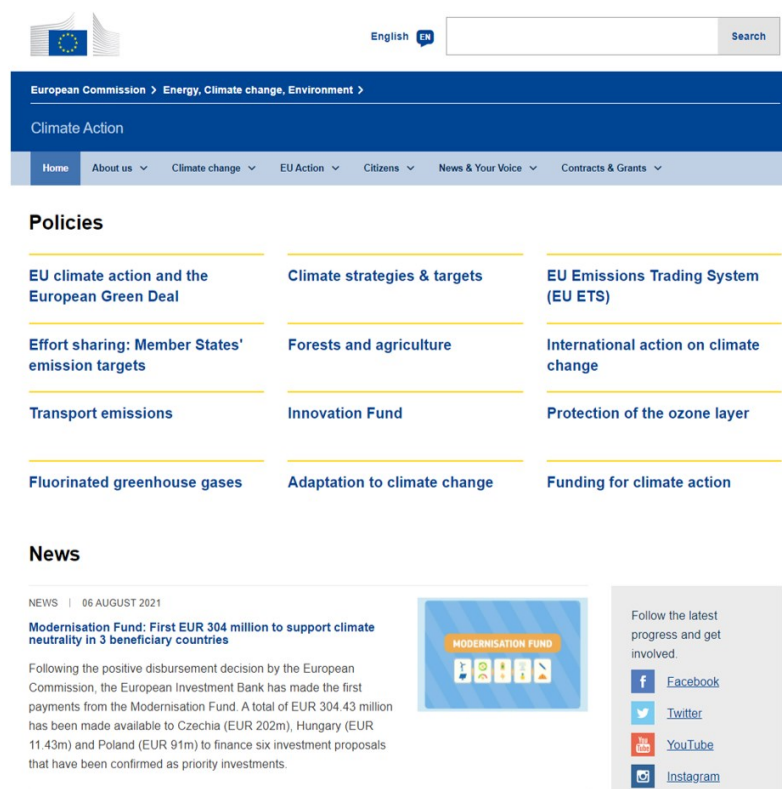 English EN
Search
European Commission > Energy, Climate change, Environment >
Climate Action
Home About us Climate change EU Action Citizens News & Your Voice Contracts & Grants
Policies
EU climate action and the
European Green Deal
Climate strategies & targets
EU Emissions Trading System
(EU ETS)
Effort sharing: Member States'
emission targets
Forests and agriculture
International action on climate
change
Transport emissions
Innovation Fund
Protection of the ozone layer
Fluorinated greenhouse gases
Adaptation to climate change
Funding for climate action
News
NEWS | 06 AUGUST 2021
Modernisation Fund: First EUR 304 million to support climate
neutrality in 3 beneficiary countries
Following the positive disbursement decision by the European
Commission, the European Investment Bank has made the first
payments from the Modernisation Fund. A total of EUR 304.43 million
has been made available to Czechia (EUR 202m), Hungary (EUR
11.43m) and Poland (EUR 91m) to finance six investment proposals
that have been confirmed as priority investments.
MODERNISATION FUND
Follow the latest
progress and get
involved.
f Facebook
Twitter
You Tube YouTube
Instagram